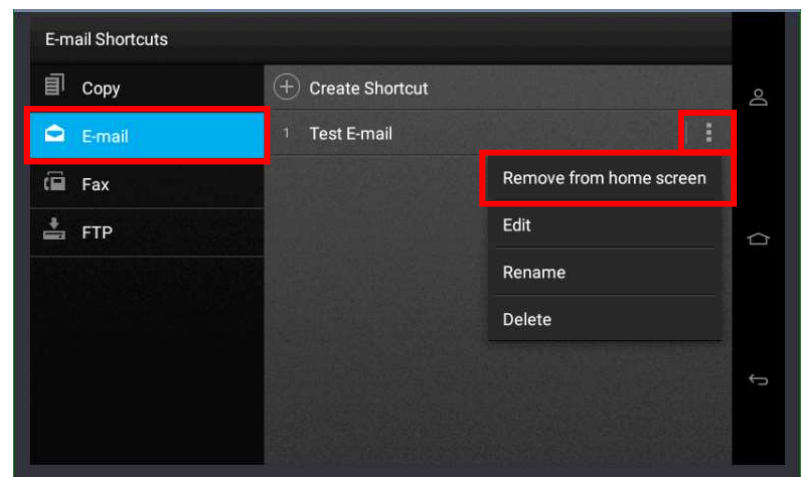 E-mail Shortcuts
Copy
Create Shortcut
E-mail
1 Test E-mail
Remove from home screen
Fax
Edit
FTP
Rename
Delete